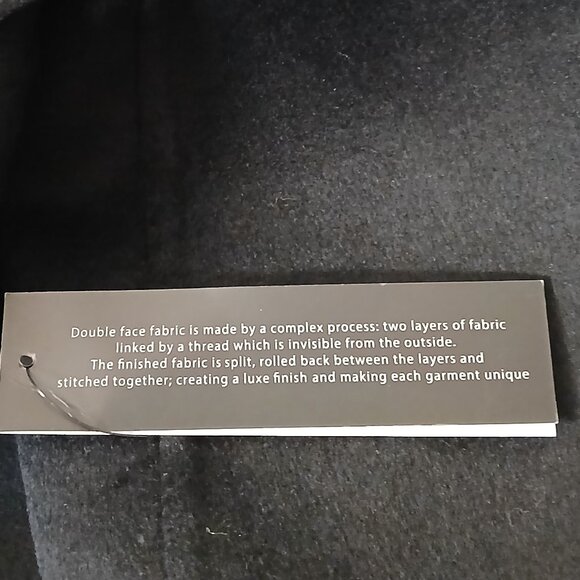 Double face fabric is made by a complex process: two layers of fabric
linked by a thread which is invisible from the outside.
The finished fabric is split, rolled back between the layers and
stitched together; creating a luxe finish and making each garment unique